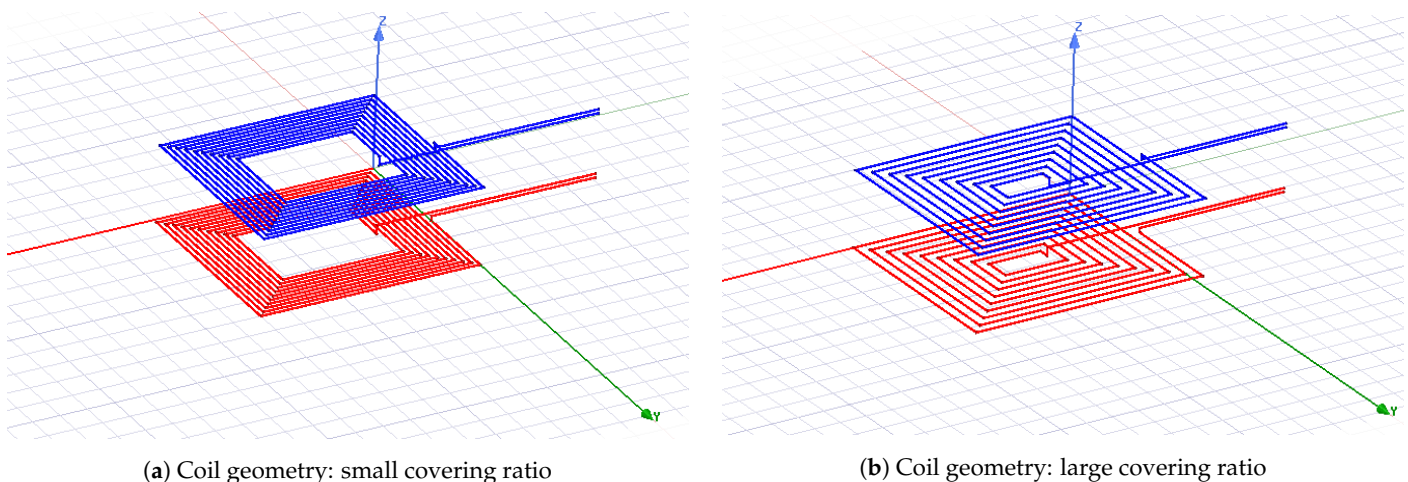 Z
Y
Z
Y
(a) Coil geometry: small covering ratio
(b) Coil geometry: large covering ratio